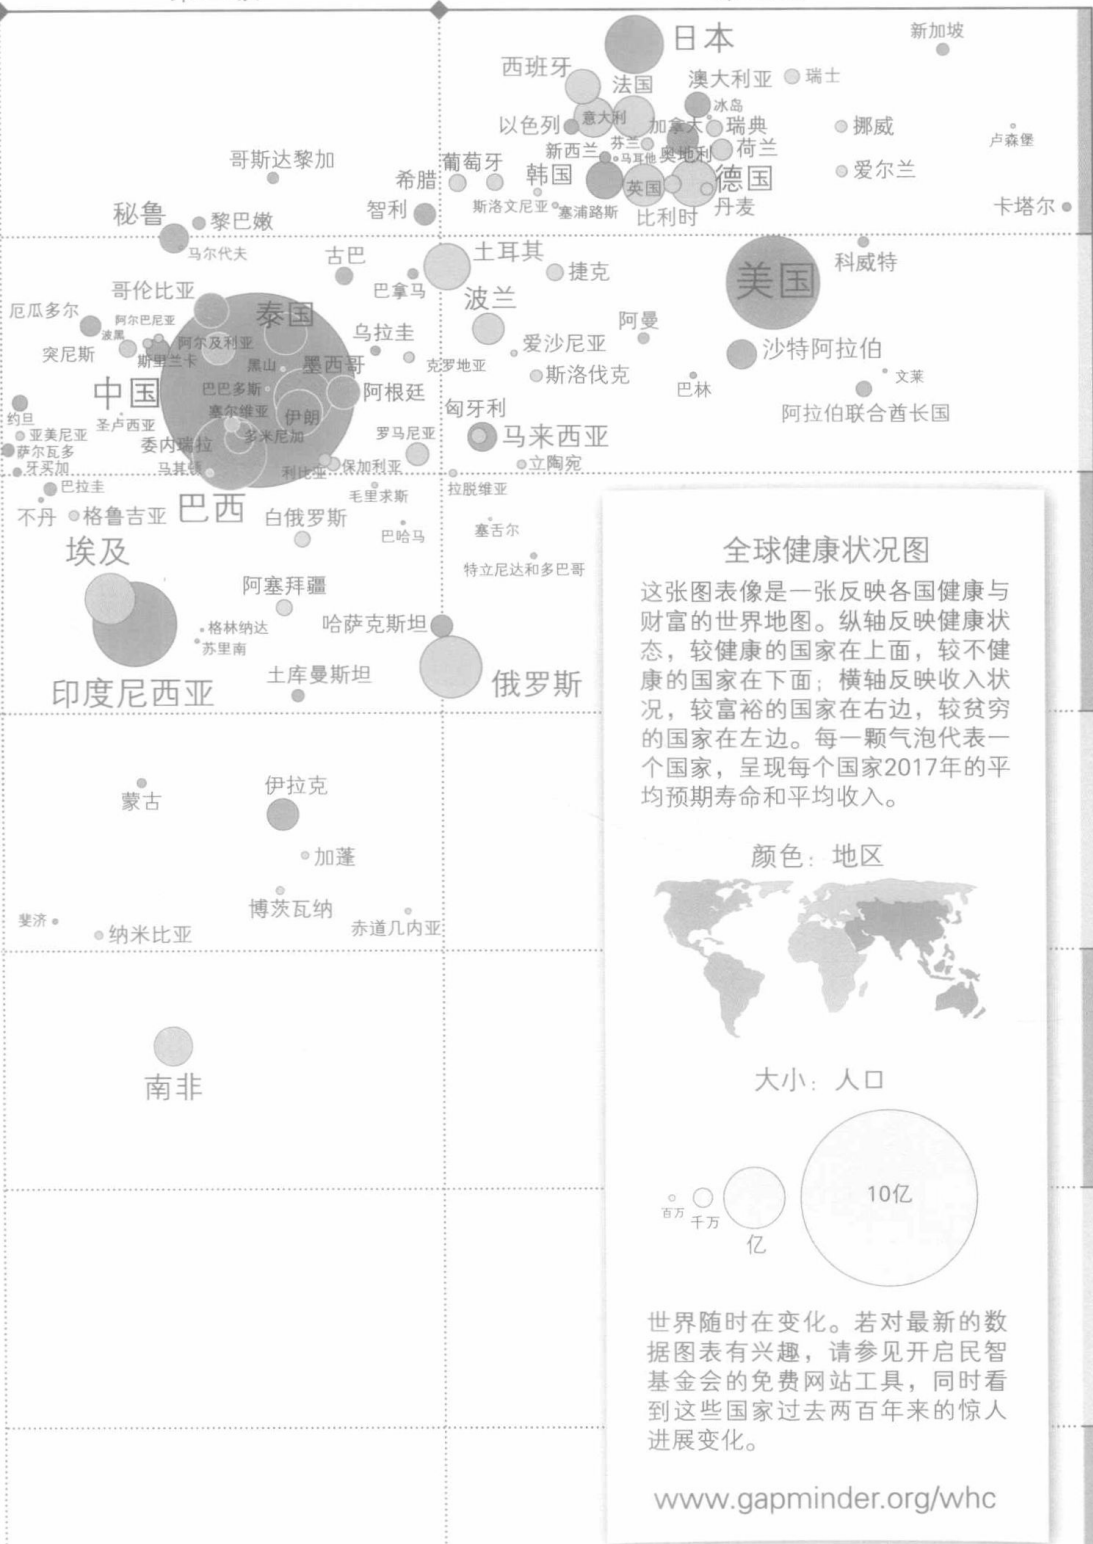 日本
新加坡
西班牙
法国
澳大利亚
瑞士
冰岛
意大利
以色列
加拿大
瑞典
挪威
卢森堡
芬兰
新西兰
马耳他
奥地利
荷兰
哥斯达黎加
葡萄牙
希腊
韩国
英国
德国
爱尔兰
智利
斯洛文尼亚
塞浦路斯
比利时
丹麦
卡塔尔
秘鲁
黎巴嫩
马尔代夫
古巴
土耳其
捷克
美国
科威特
哥伦比亚
巴拿马
波兰
厄瓜多尔
阿尔巴尼亚
泰国
波黑
阿尔及利亚
乌拉圭
爱沙尼亚
阿曼
突尼斯
斯里兰卡
黑山
墨西哥
克罗地亚
沙特阿拉伯
斯洛伐克
巴林
文莱
中国
巴巴多斯
阿根廷
匈牙利
阿拉伯联合酋长国
约旦
圣卢西亚
塞尔维亚
伊朗
亚美尼亚
委内瑞拉
多米尼加
罗马尼亚
马来西亚
萨尔瓦多
牙买加
利比亚
保加利亚
立陶宛
巴拉圭
巴西
毛里求斯
拉脱维亚
不丹
格鲁吉亚
白俄罗斯
巴哈马
塞舌尔
埃及
特立尼达和多巴哥
阿塞拜疆
格林纳达
哈萨克斯坦
苏里南
土库曼斯坦
印度尼西亚
俄罗斯
蒙古
伊拉克
加蓬
博茨瓦纳
斐济
纳米比亚
赤道几内亚
南非
全球健康状况图
这张图表像是一张反映各国健康与
财富的世界地图。纵轴反映健康状
态，较健康的国家在上面，较不健
康的国家在下面；横轴反映收入状
况，较富裕的国家在右边，较贫穷
的国家在左边。每一颗气泡代表一
个国家，呈现每个国家2017年的平
均预期寿命和平均收入。
颜色：地区
大小：人口
百万
千万
亿
10亿
世界随时在变化。若对最新的数
据图表有兴趣，请参见开启民智
基金会的免费网站工具，同时看
到这些国家过去两百年来的惊人
进展变化。
www.gapminder.org/whc